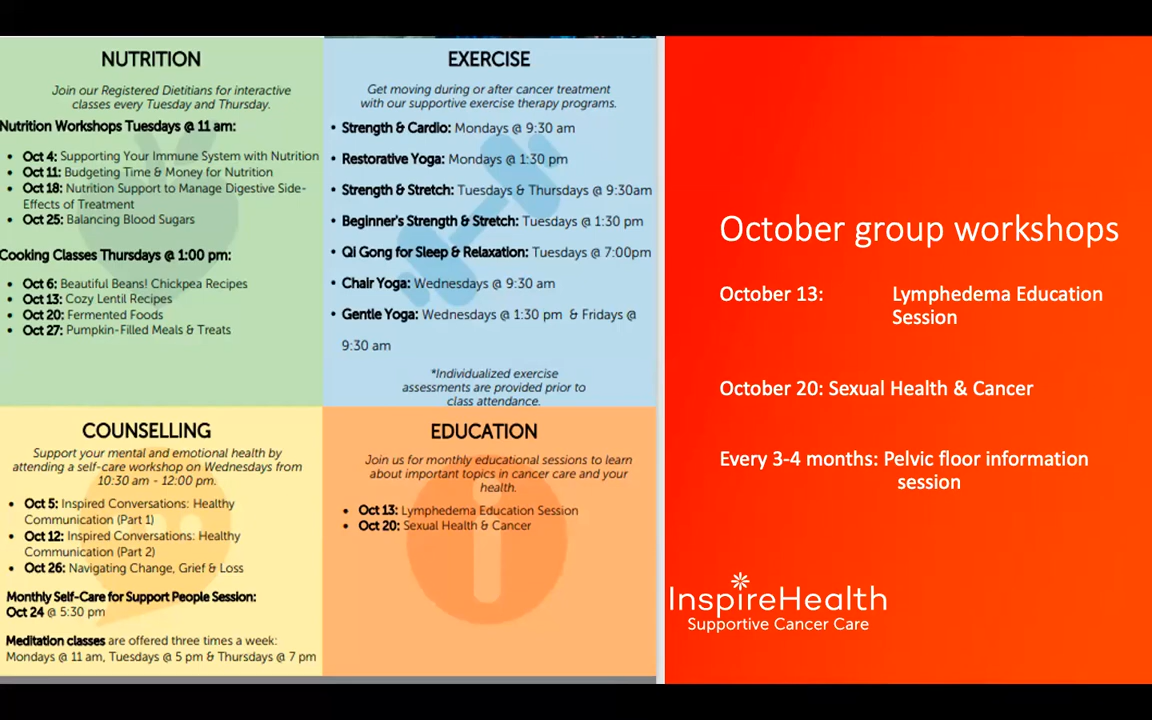 NUTRITION
Join our Registered Dietitians for interactive
classes every Tuesday and Thursday.
Nutrition Workshops Tuesdays @ 11 am:
• Oct 4: Supporting Your Immune System with Nutrition
• Oct 11: Budgeting Time & Money for Nutrition
• Oct 18: Nutrition Support to Manage Digestive Side-
Effects of Treatment
• Oct 25: Balancing Blood Sugars
Cooking Classes Thursdays @ 1:00 pm:
• Oct 6: Beautiful Beans! Chickpea Recipes
• Oct 13: Cozy Lentil Recipes
• Oct 20: Fermented Foods
• Oct 27: Pumpkin-Filled Meals & Treats
EXERCISE
Get moving during or after cancer treatment
with our supportive exercise therapy programs.
• Strength & Cardio: Mondays @ 9:30 am
• Restorative Yoga: Mondays @ 1:30 pm
• Strength & Stretch: Tuesdays & Thursdays @ 9:30am
• Beginner's Strength & Stretch: Tuesdays @ 1:30 pm
• Qi Gong for Sleep & Relaxation: Tuesdays @ 7:00pm
• Chair Yoga: Wednesdays @ 9:30 am
• Gentle Yoga: Wednesdays @ 1:30 pm & Fridays @
9:30 am
*Individualized exercise
assessments are provided prior to
class attendance.
COUNSELLING
Support your mental and emotional health by
attending a self-care workshop on Wednesdays from
10:30 am - 12:00 pm.
• Oct 5: Inspired Conversations: Healthy
Communication (Part 1)
• Oct 12: Inspired Conversations: Healthy
Communication (Part 2)
• Oct 26: Navigating Change, Grief & Loss
Monthly Self-Care for Support People Session:
Oct 24 @ 5:30 pm
Meditation classes are offered three times a week:
Mondays @ 11 am, Tuesdays @ 5 pm & Thursdays @ 7 pm
EDUCATION
Join us for monthly educational sessions to learn
about important topics in cancer care and your
health.
• Oct 13: Lymphedema Education Session
• Oct 20: Sexual Health & Cancer
October group workshops
October 13: Lymphedema Education
Session
October 20: Sexual Health & Cancer
Every 3-4 months: Pelvic floor information
session
InspireHealth
Supportive Cancer Care